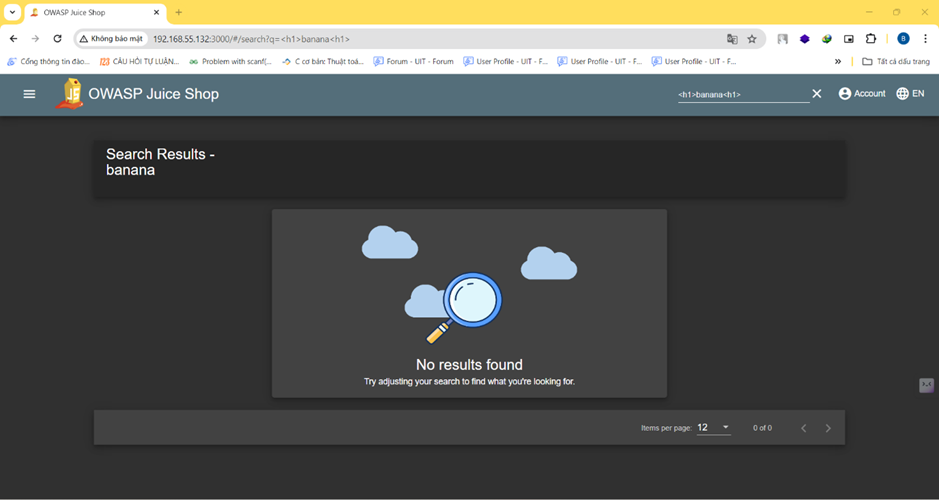 OWASP Juice Shop
Không bảo mật 192.168.55.132:3000/#/search?q=<h1>banana<h1>
B
Cổng thông tin đào... CÂU HỎI TỰ LUẬN... Problem with scanf(... C cơ bản: Thuật toá... Forum - UIT - Forum User Profile - UIT - F... User Profile - UIT - F... User Profile - UIT - F... » Tất cả dấu trang
JS OWASP Juice Shop <h1>banana<h1> Account EN
Search Results -
banana
No results found
Try adjusting your search to find what you're looking for.
Items per page: 12 0 of 0